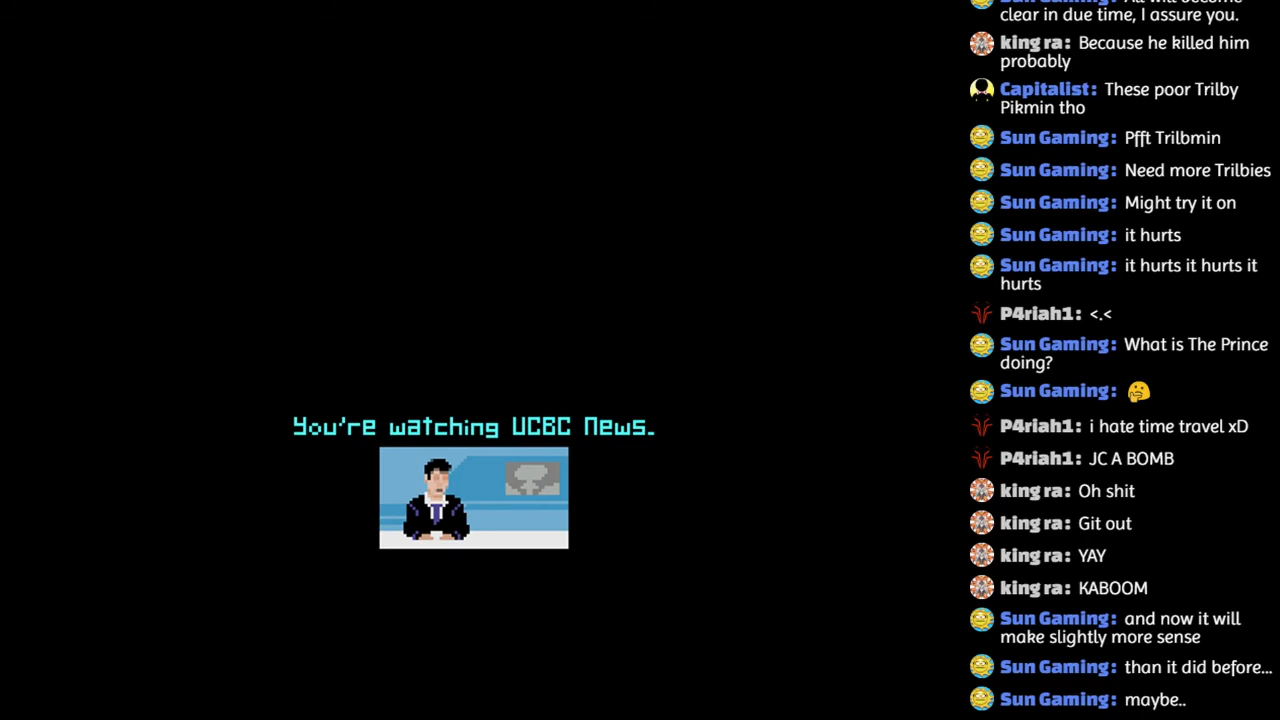 You're watching UCBC News.
clear in due time, I assure you.
king ra: Because he killed him
probably
Capitalist: These poor Trilby
Pikmin tho
Sun Gaming: Pfft Trilbmin
Sun Gaming: Need more Trilbies
Sun Gaming: Might try it on
Sun Gaming: it hurts
Sun Gaming: it hurts it hurts it
hurts
P4riah1: <.<
Sun Gaming: What is The Prince
doing?
Sun Gaming: 🤔
P4riah1: i hate time travel xD
P4riah1: JC A BOMB
king ra: Oh shit
king ra: Git out
king ra: YAY
king ra: KABOOM
Sun Gaming: and now it will
make slightly more sense
Sun Gaming: than it did before...
Sun Gaming: maybe..